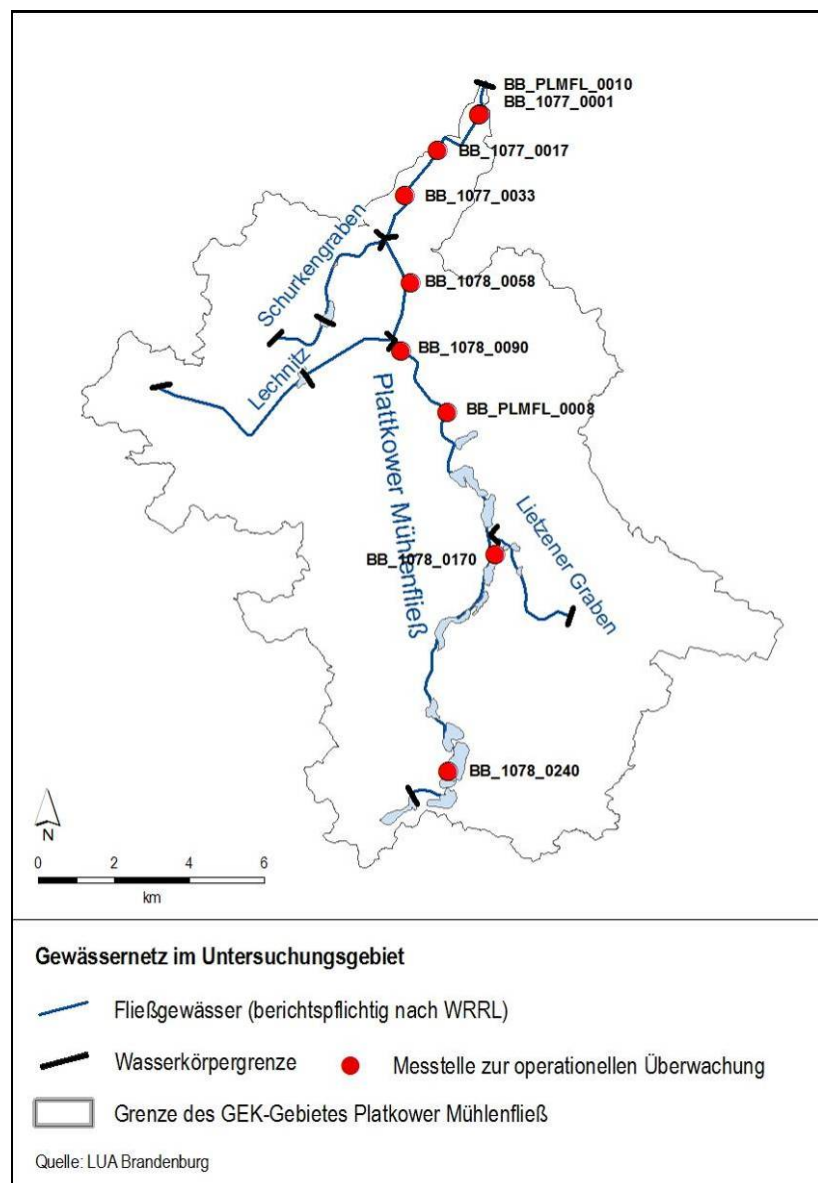 BB_PLMFL_0010
BB_1077_0001
BB_1077_0017
BB_1077_0033
Schurkengraben
BB_1078_0058
BB_1078_0090
Lechnitz
BB_PLMFL_0008
Plattkower Mühlenfließ
Lietzener Graben
BB_1078_0170
BB_1078_0240
N
0 2 4 6
km
Gewässernetz im Untersuchungsgebiet
Fließgewässer (berichtspflichtig nach WRRL)
Wasserkörpergrenze Messtelle zur operationellen Überwachung
Grenze des GEK-Gebietes Platkower Mühlenfließ
Quelle: LUA Brandenburg